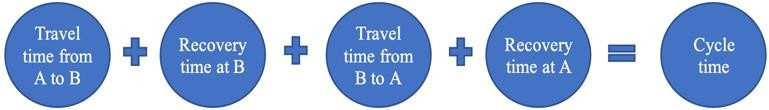 Travel
time from
A to B
+
Recovery
time at B
+
Travel
time from
B to A
+
Recovery
time at A
=
Cycle
time